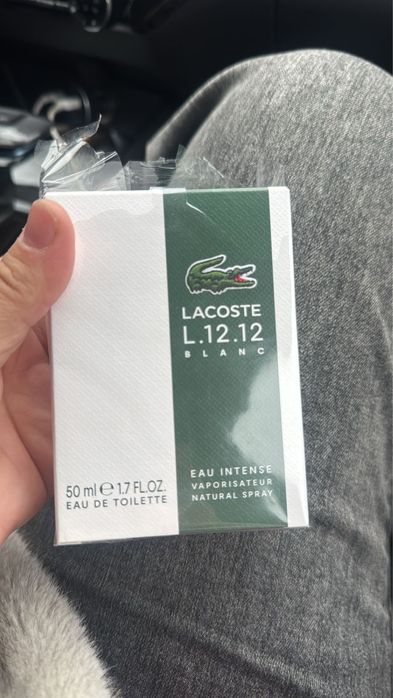 LACOSTE
L.12.12
BLANC
50 ml ℮ 1.7 FL.OZ.
EAU DE TOILETTE
EAU INTENSE
VAPORISATEUR
NATURAL SPRAY